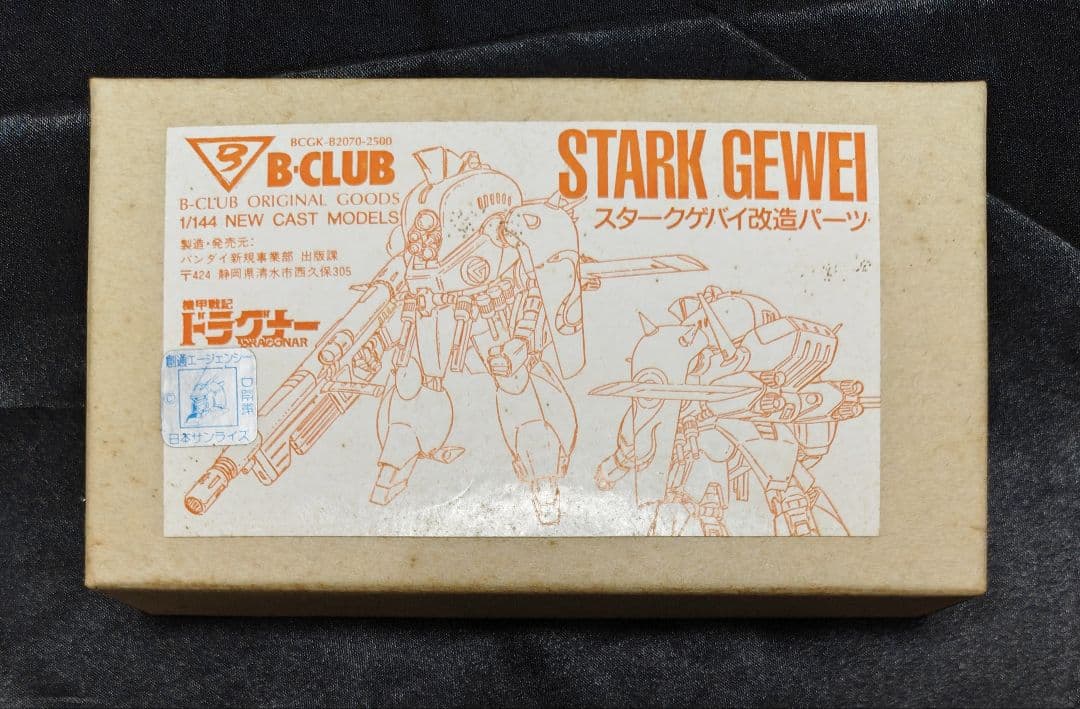 BCGK-B2070-2500
B
B-CLUB
B-CLUB ORIGINAL GOODS
1/144 NEW CAST MODELS
製造・発売元:
バンダイ新規事業部 出版課
〒424 静岡県清水市西久保305
機甲戦記
ドラグナー
DRAGONAR
STARK GEWEI
スタークゲバイ改造パーツ
創通エージェンシー
©
日本サンライズ